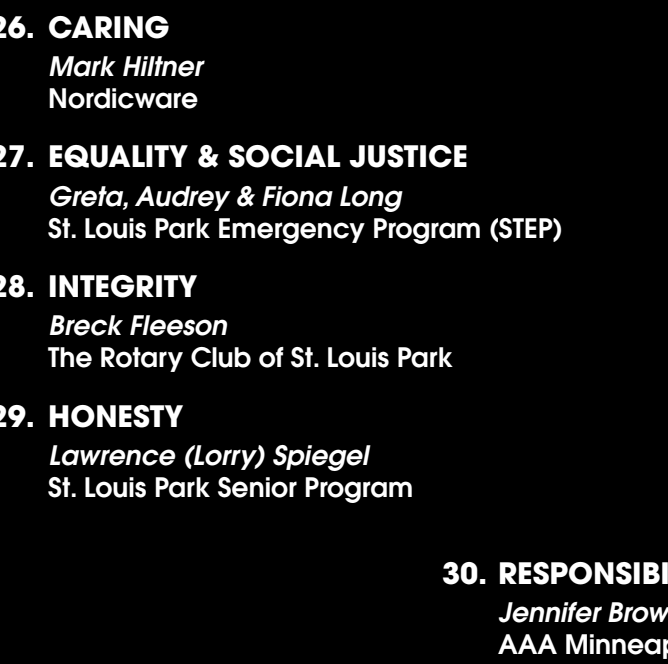 26. CARING
Mark Hiltner
Nordicware
27. EQUALITY & SOCIAL JUSTICE
Greta, Audrey & Fiona Long
St. Louis Park Emergency Program (STEP)
28. INTEGRITY
Breck Fleeson
The Rotary Club of St. Louis Park
29. HONESTY
Lawrence (Lorry) Spiegel
St. Louis Park Senior Program
30.
Jennifer
AAA